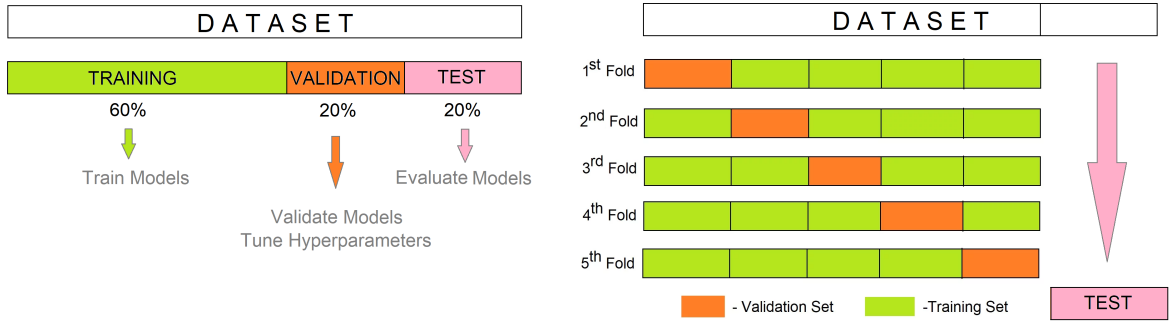 DATASET
TRAINING VALIDATION TEST
60% 20% 20%
Train Models Evaluate Models
Validate Models
Tune Hyperparameters
DATASET
1st Fold
2nd Fold
3rd Fold
4th Fold
5th Fold
- Validation Set -Training Set
TEST